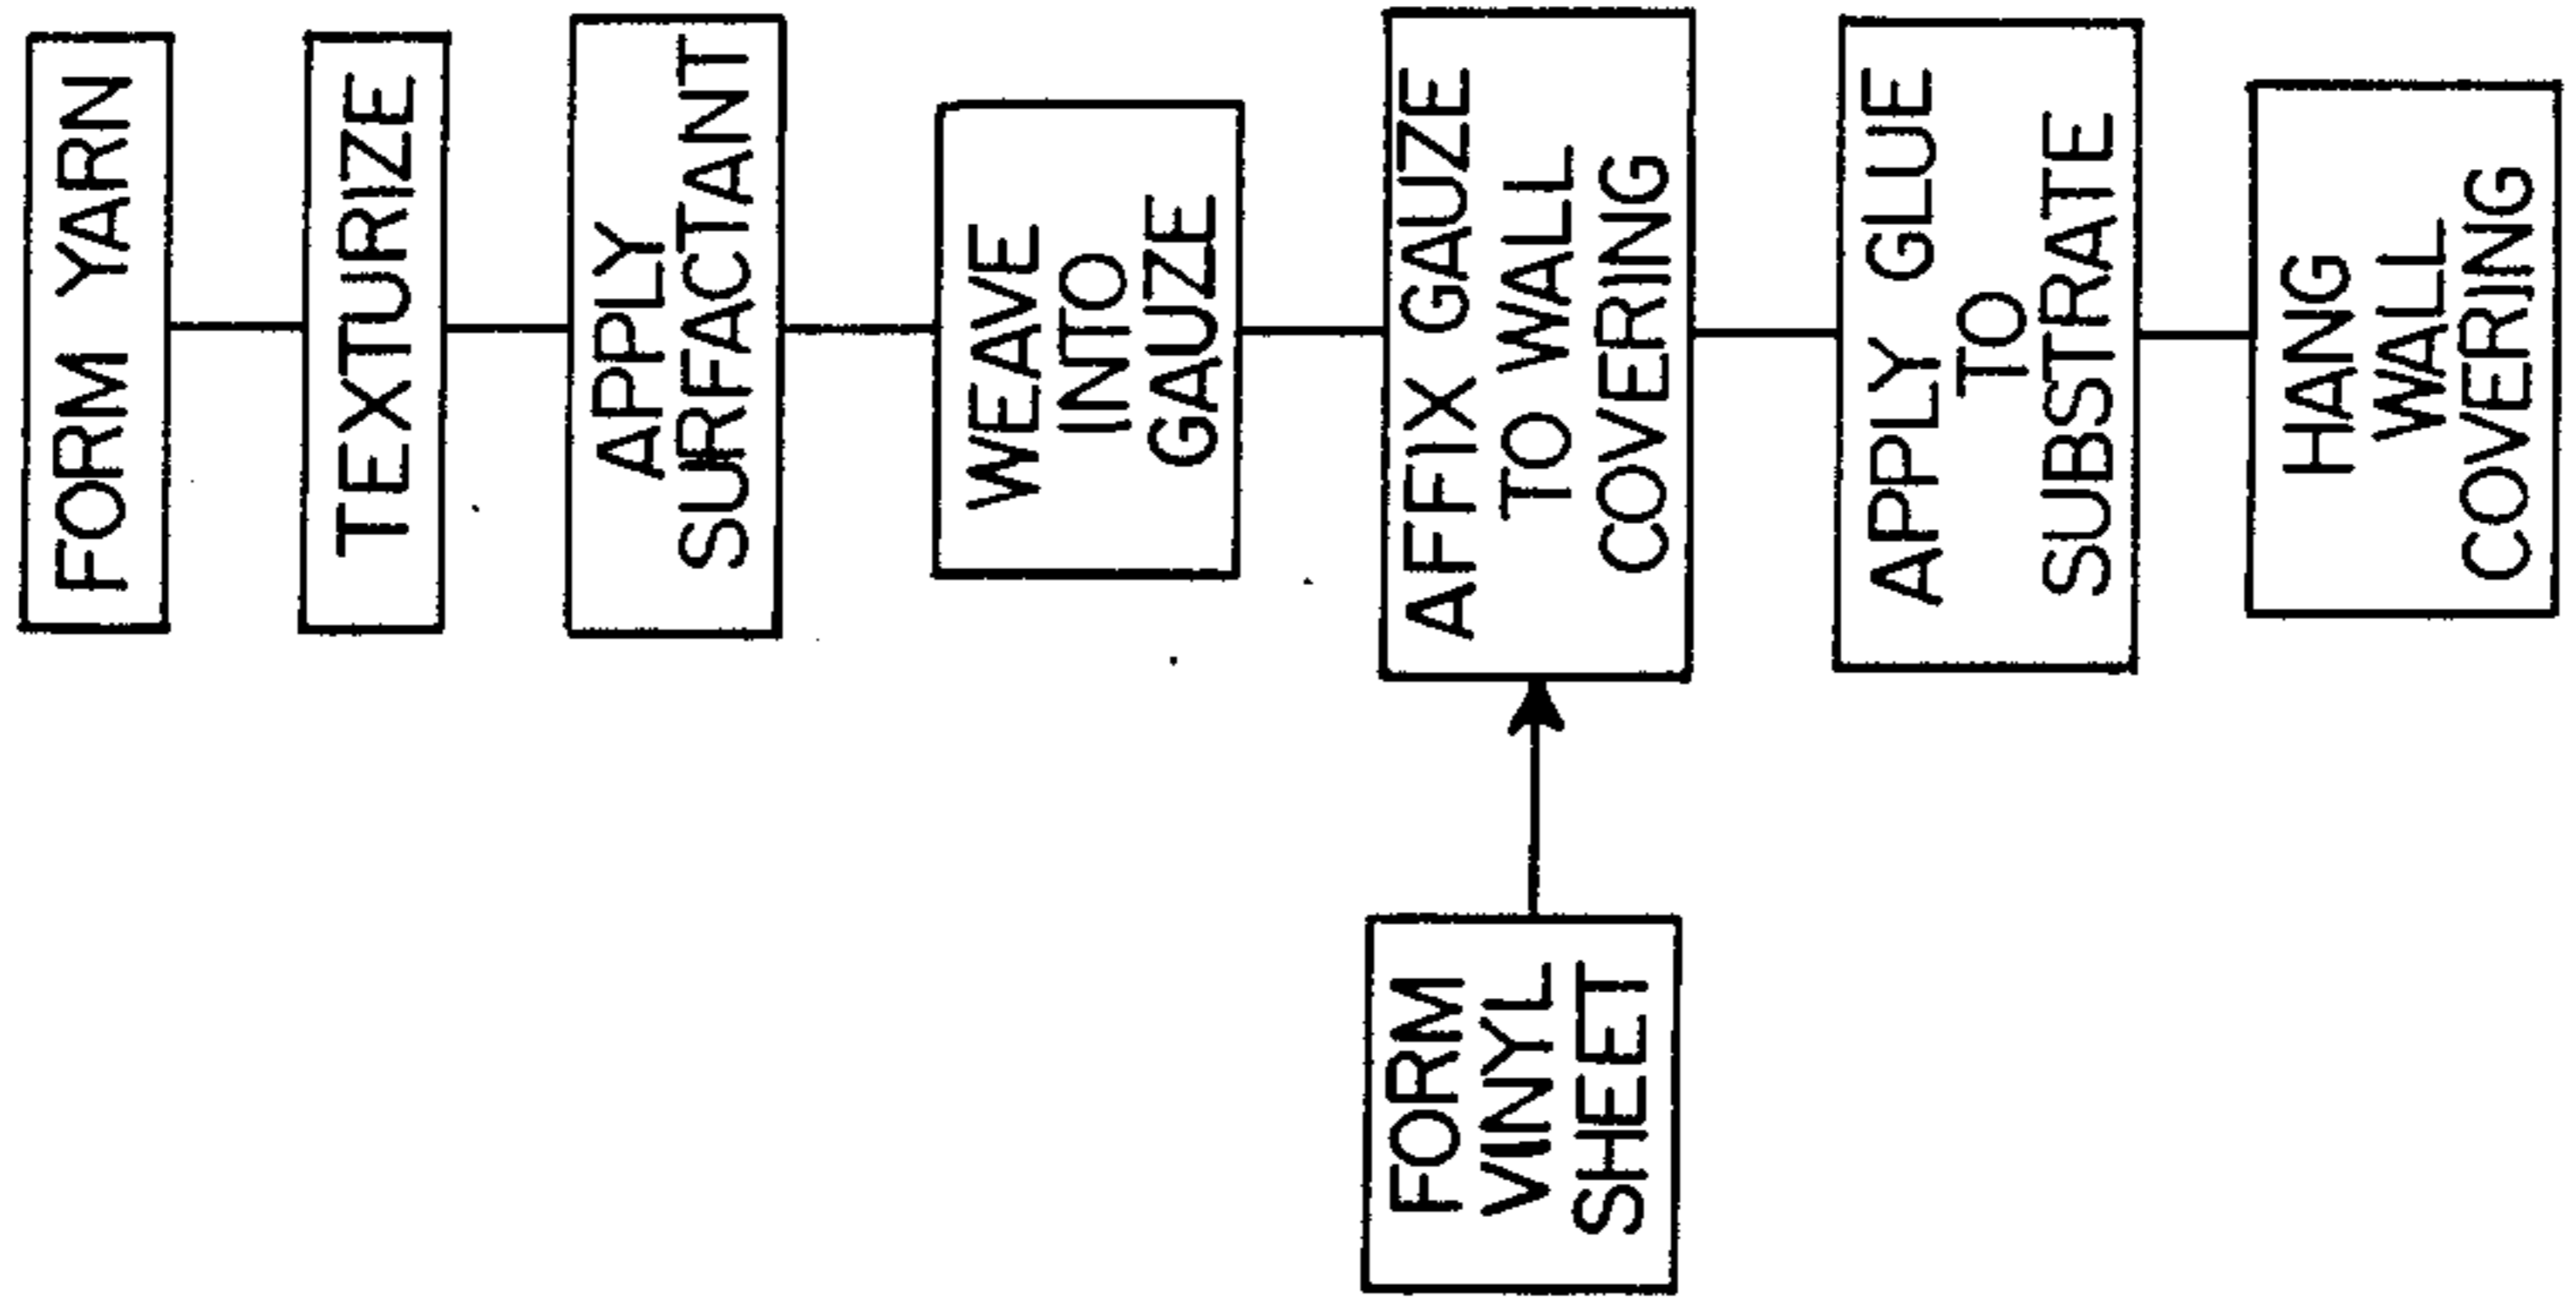 FORM YARN
TEXTURIZE
APPLY
SURFACTANT
WEAVE
INTO
GAUZE
AFFIX GAUZE
TO WALL
COVERING
FORM
VINYL
SHEET
APPLY GLUE
TO
SUBSTRATE
HANG
WALL
COVERING